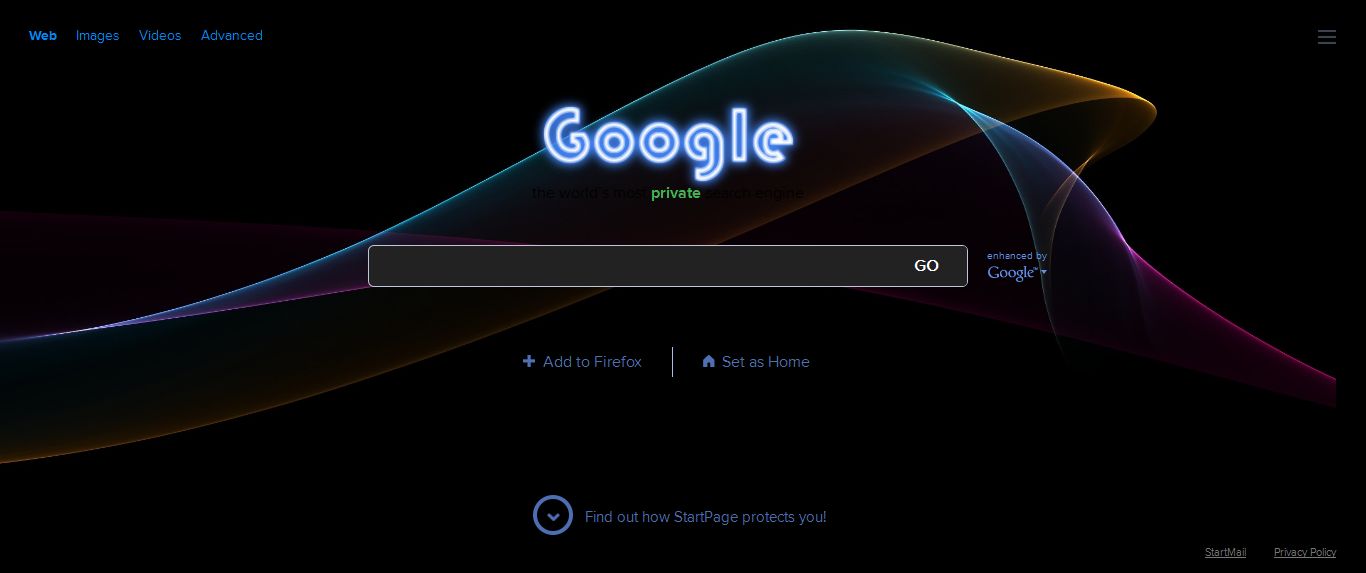 Web Images Videos Advanced
Google
the world's most private search engine
GO
enhanced by
Google™
Add to Firefox
Set as Home
Find out how StartPage protects you!
StartMail Privacy Policy